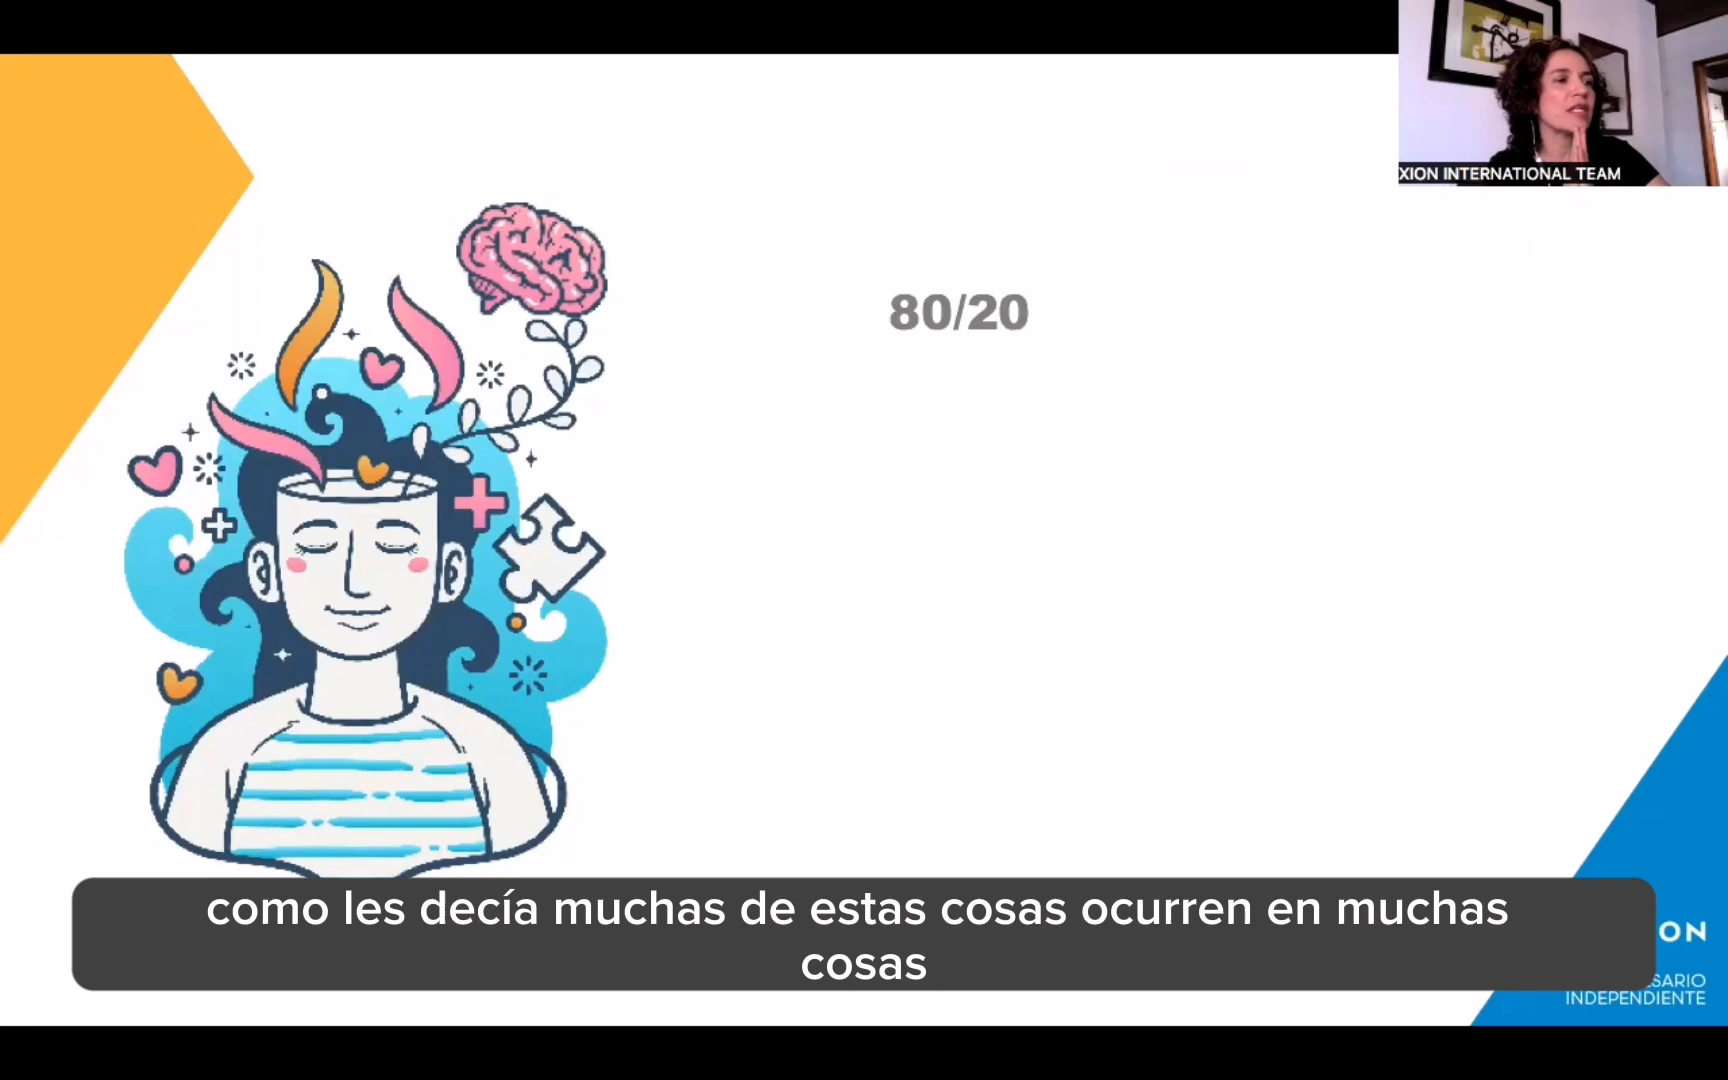 XION INTERNATIONAL TEAM
80/20
como les decía muchas de estas cosas ocurren en muchas
cosas
ON
SARIO
INDEPENDIENTE